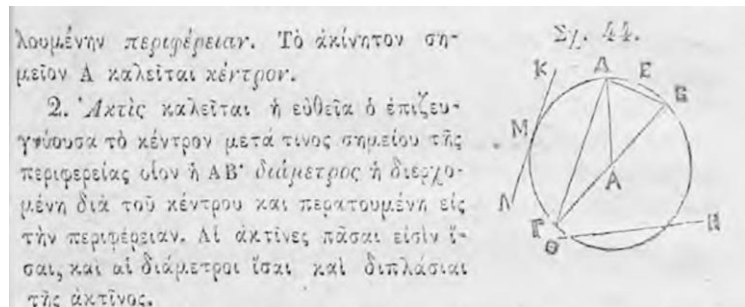 λουμένην περιφέρειαν. Τὸ ἀκίνητον ση-
μεῖον Α καλεῖται κέντρον.
2. Ἀκτὶς καλεῖται ἡ εὐθεῖα ὁ ἐπιζευ-
γνύουσα τὸ κέντρον μετά τινος σημείου τῆς
περιφερείας οἷον ἡ ΑΒ· διάμετρος ἡ διερχο-
μένη διὰ τοῦ κέντρου καὶ περατουμένη εἰς
τὴν περιφέρειαν. Αἱ ἀκτῖνες πᾶσαι εἰσὶν ἴ-
σαι, καὶ αἱ διάμετροι ἴσαι καὶ διπλάσιαι
τῆς ἀκτῖνος.
Σχ. 44.
Κ Δ Ε Β
Μ
Α
Λ
Γ Η
Θ